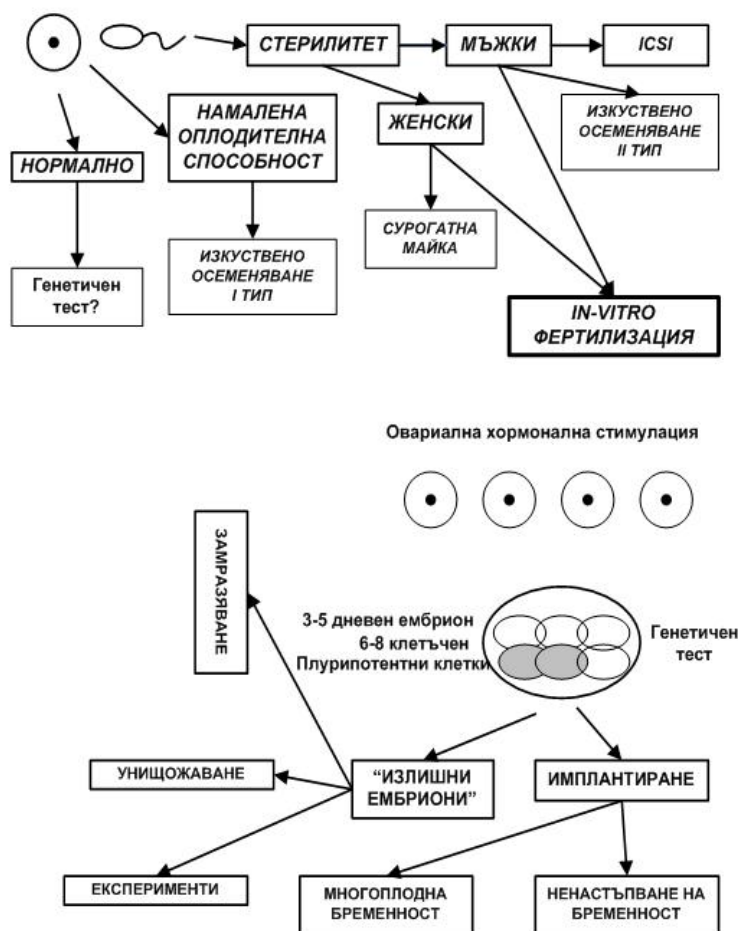 СТЕРИЛИТЕТ
МЪЖКИ
ICSI
НАМАЛЕНА
ОПЛОДИТЕЛНА
СПОСОБНОСТ
ЖЕНСКИ
ИЗКУСТВЕНО
ОСЕМЕНЯВАНЕ
II ТИП
НОРМАЛНО
СУРОГАТНА
МАЙКА
ИЗКУСТВЕНО
ОСЕМЕНЯВАНЕ
I ТИП
Генетичен
тест?
IN-VITRO
ФЕРТИЛИЗАЦИЯ
Овариална хормонална стимулация
ЗАМРАЗЯВАНЕ
3-5 дневен ембрион
6-8 клетъчен
Плурипотентни клетки
Генетичен
тест
УНИЩОЖАВАНЕ
“ИЗЛИШНИ
ЕМБРИОНИ”
ИМПЛАНТИРАНЕ
ЕКСПЕРИМЕНТИ
МНОГОПЛОДНА
БРЕМЕННОСТ
НЕНАСТЪПВАНЕ НА
БРЕМЕННОСТ